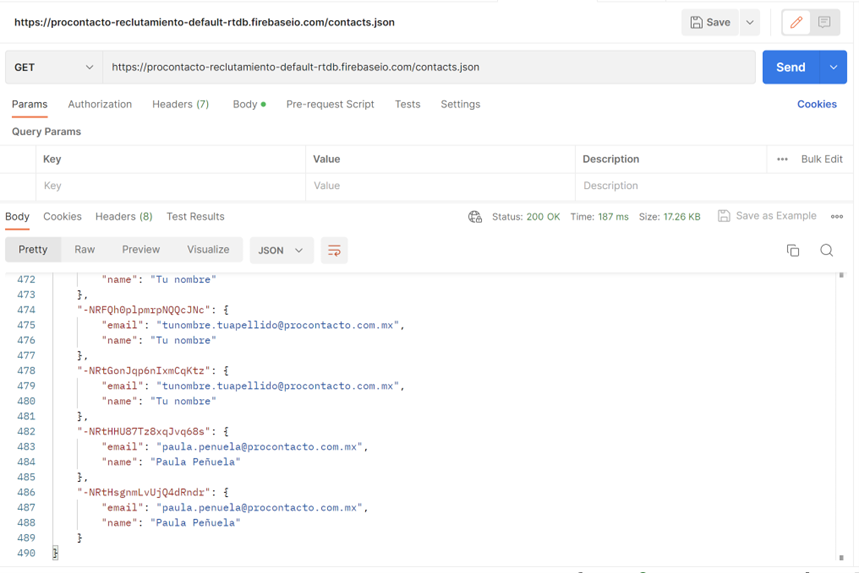 https://procontacto-reclutamiento-default-rtdb.firebaseio.com/contacts.json Save
GET https://procontacto-reclutamiento-default-rtdb.firebaseio.com/contacts.json Send
Params Authorization Headers (7) Body Pre-request Script Tests Settings Cookies
Query Params
Key Value Description Bulk Edit
Key Value Description
Body Cookies Headers (8) Test Results Status: 200 OK Time: 187 ms Size: 17.26 KB Save as Example
Pretty Raw Preview Visualize JSON
472 "name": "Tu nombre"
473 },
474 "-NRFQh0plpmrpNQQcJNc": {
475 "email": "tunombre.tuapellido@procontacto.com.mx",
476 "name": "Tu nombre"
477 },
478 "-NRtGonJqp6nIxmCqKtz": {
479 "email": "tunombre.tuapellido@procontacto.com.mx",
480 "name": "Tu nombre"
481 },
482 "-NRtHHU87Tz8xqJvq68s": {
483 "email": "paula.penuela@procontacto.com.mx",
484 "name": "Paula Peñuela"
485 },
486 "-NRtHsgnmLvUjQ4dRndr": {
487 "email": "paula.penuela@procontacto.com.mx",
488 "name": "Paula Peñuela"
489 }
490 }